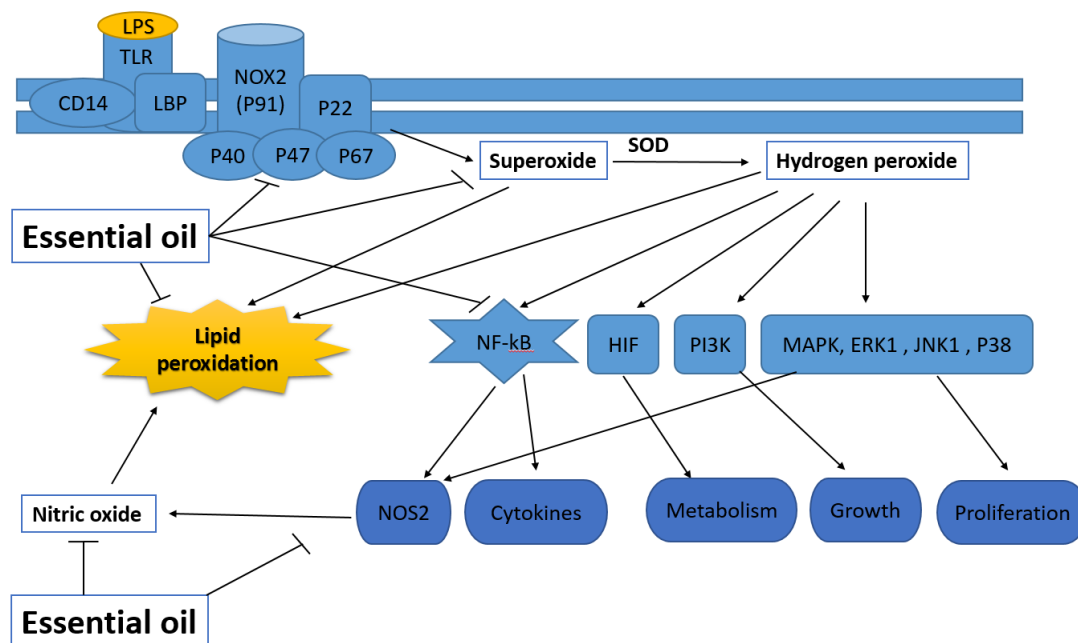 LPS
TLR
CD14
LBP
NOX2
(P91)
P22
P40
P47
P67
Superoxide
SOD
Hydrogen peroxide
Essential oil
Lipid
peroxidation
NF-kB
HIF
PI3K
MAPK, ERK1 , JNK1 , P38
Nitric oxide
NOS2
Cytokines
Metabolism
Growth
Proliferation
Essential oil